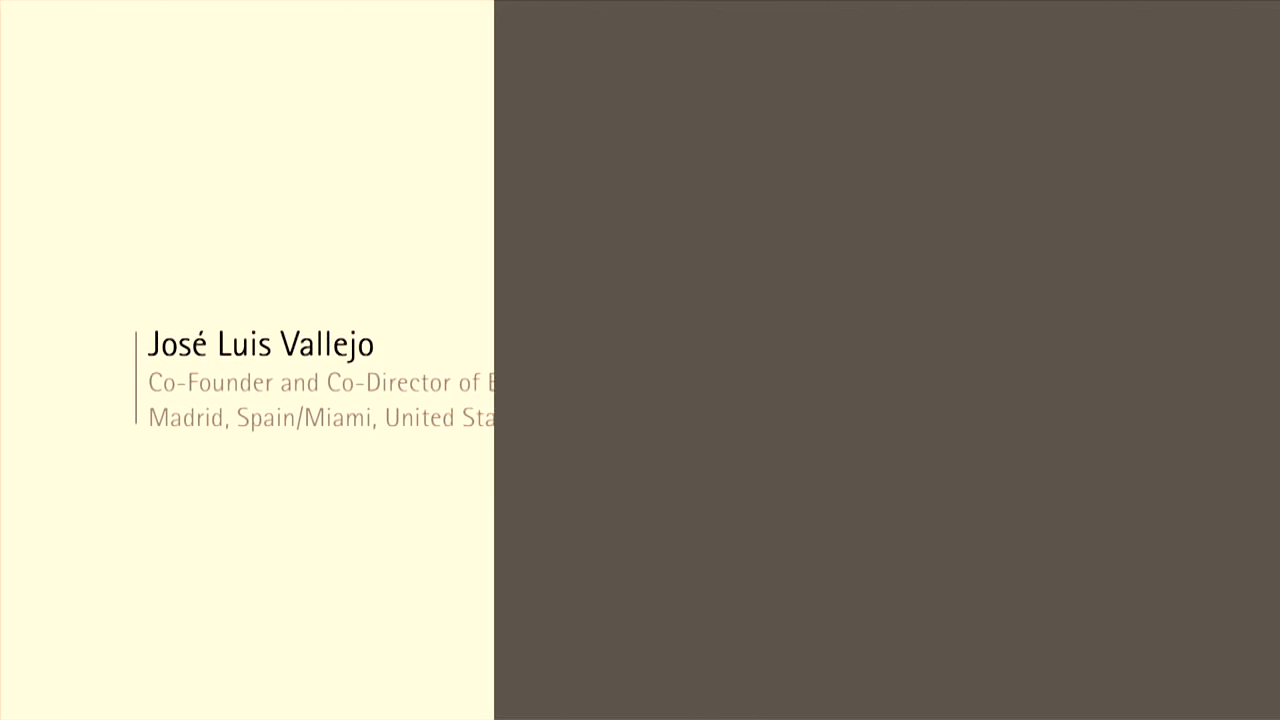 José Luis Vallejo
Co-Founder and Co-Director of
Madrid, Spain/Miami, United